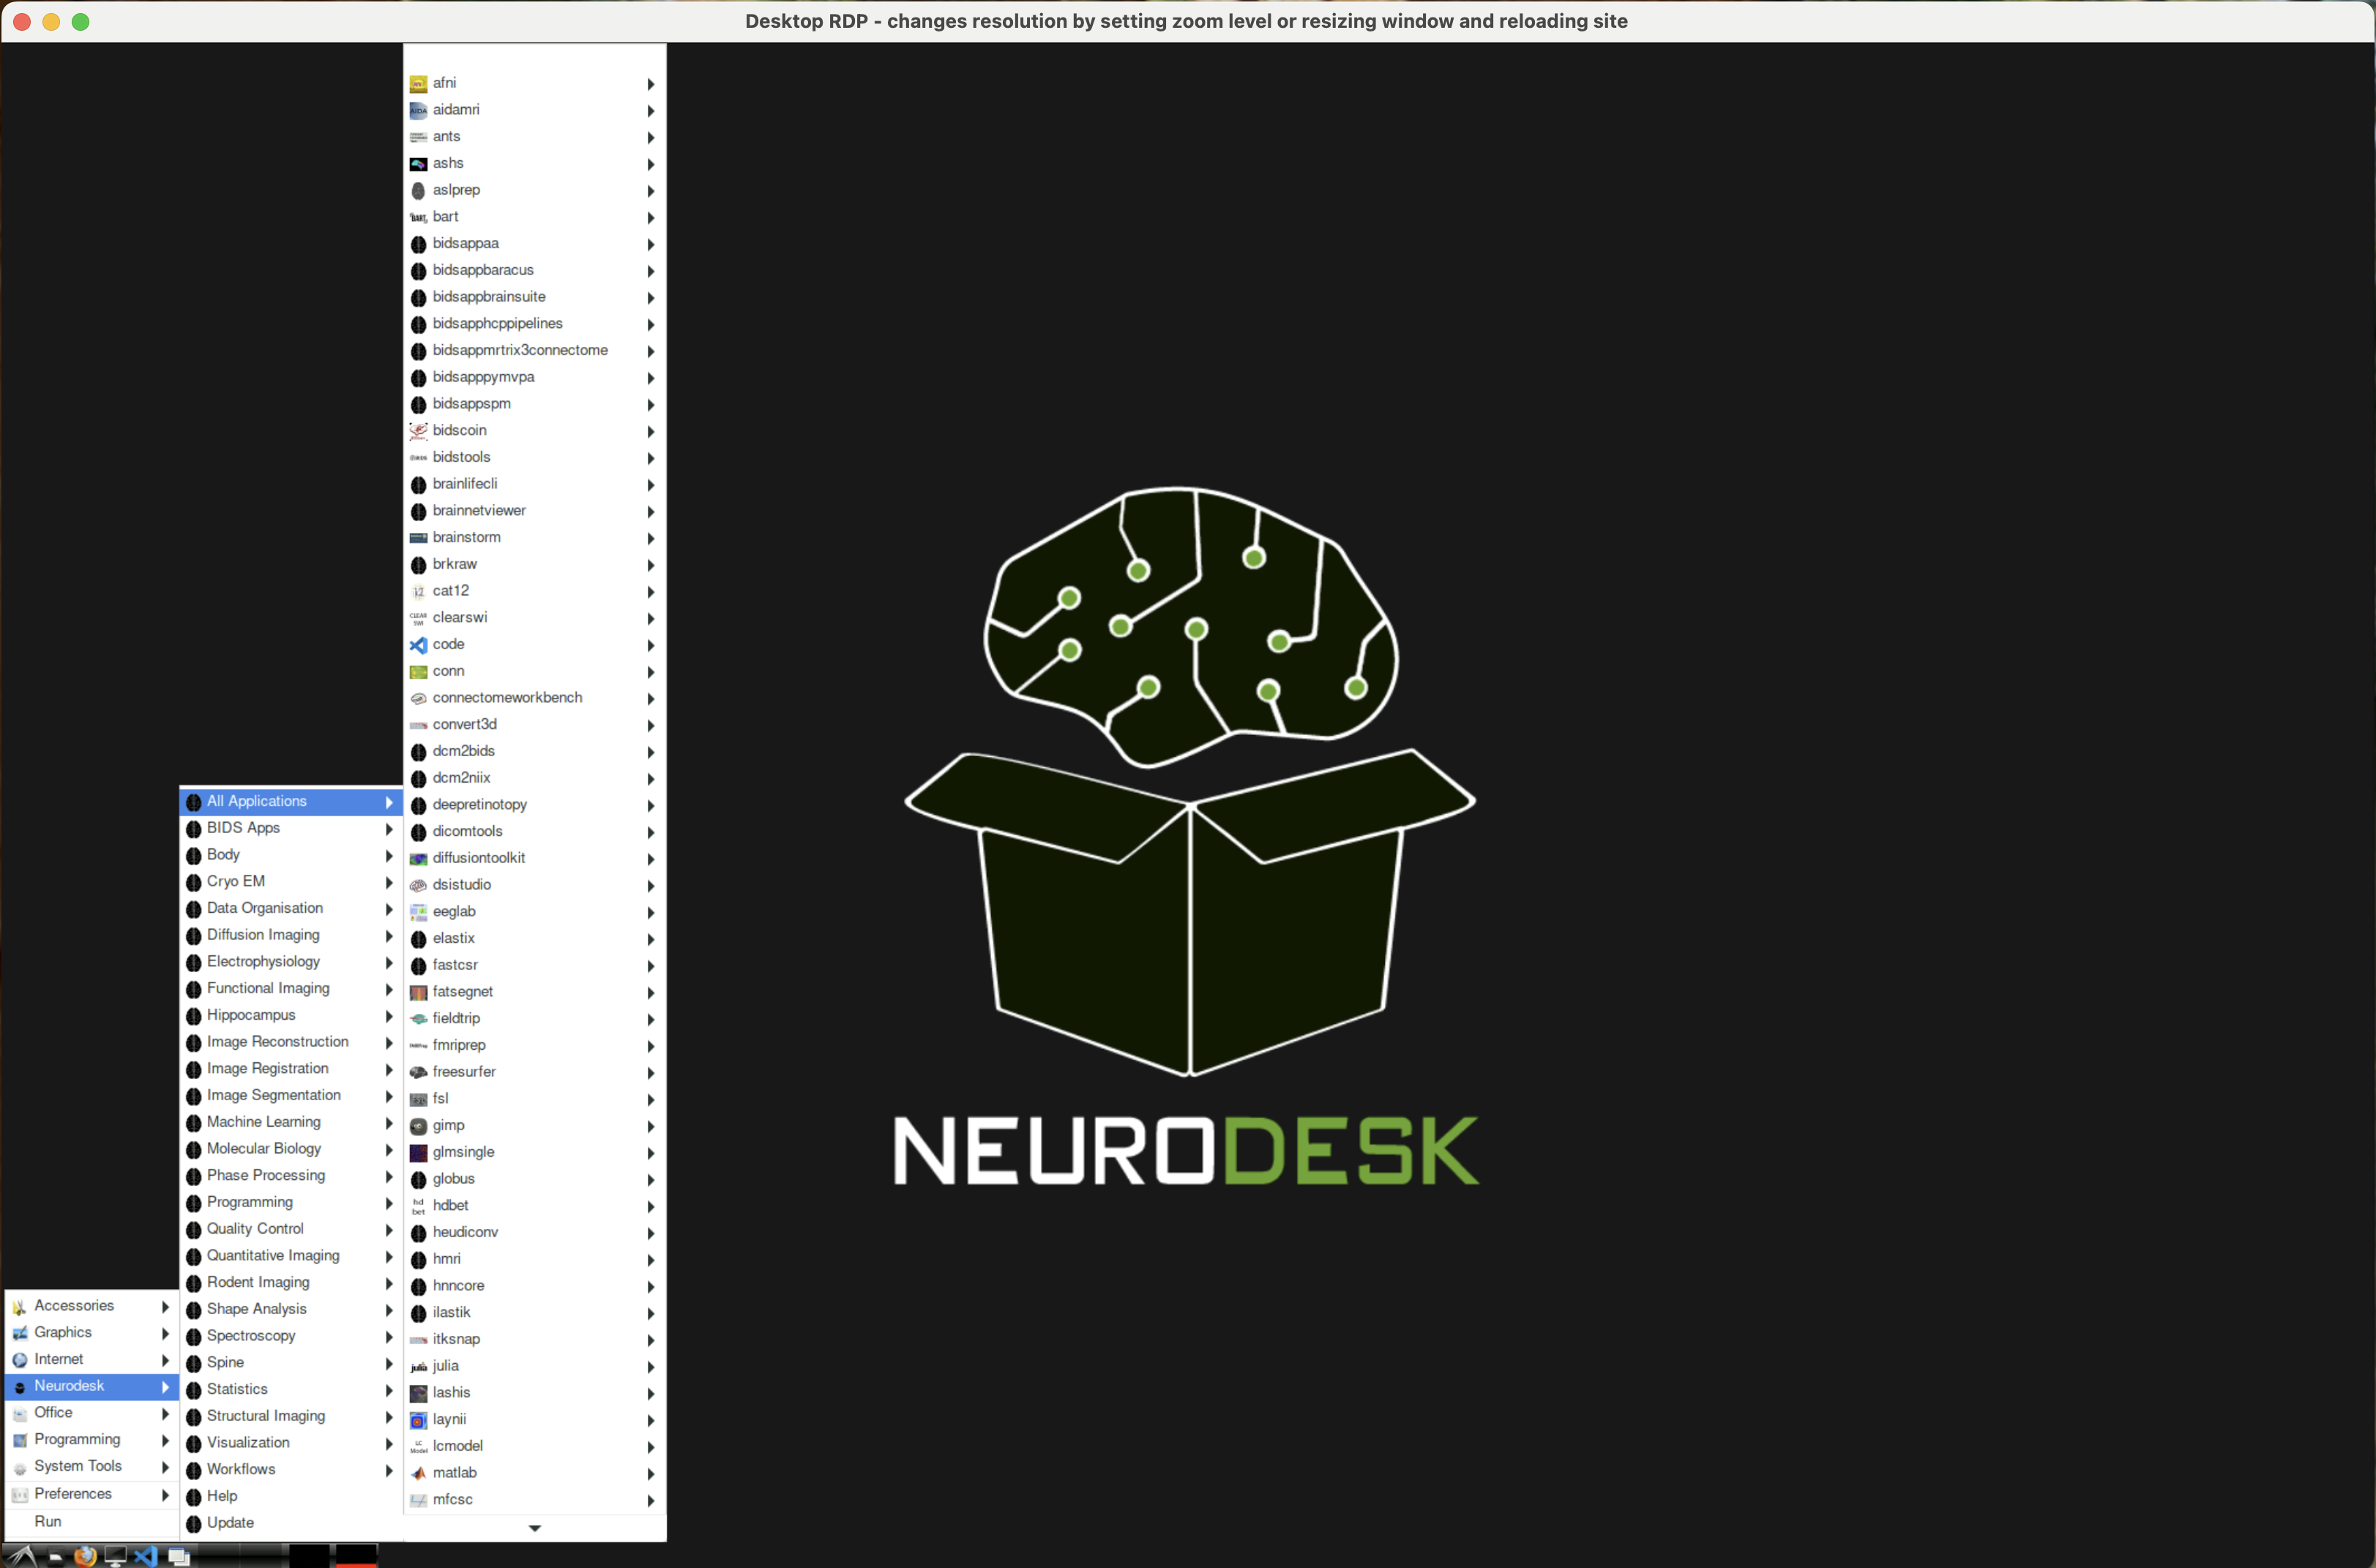 Desktop RDP - changes resolution by setting zoom level or resizing window and reloading site
afni
aidamri
ants
ashs
aslprep
bart
bidsappaa
bidsappbaracus
bidsappbrainsuite
bidsapphcppipelines
bidsappmrtrix3connectome
bidsapppymvpa
bidsappspm
bidscoin
bidstools
brainlifecli
brainnetviewer
brainstorm
brkraw
cat12
clearswi
code
conn
connectomeworkbench
convert3d
dcm2bids
dcm2niix
deepretinotopy
dicomtools
diffusiontoolkit
dsistudio
eeglab
elastix
fastcsr
fatsegnet
fieldtrip
fmriprep
freesurfer
fsl
gimp
glmsingle
globus
hdbet
heudiconv
hmri
hnncore
ilastik
itksnap
julia
lashis
laynii
lcmodel
matlab
mfcsc
All Applications
BIDS Apps
Body
Cryo EM
Data Organisation
Diffusion Imaging
Electrophysiology
Functional Imaging
Hippocampus
Image Reconstruction
Image Registration
Image Segmentation
Machine Learning
Molecular Biology
Phase Processing
Programming
Quality Control
Quantitative Imaging
Rodent Imaging
Shape Analysis
Spectroscopy
Spine
Statistics
Structural Imaging
Visualization
Workflows
Help
Update
Accessories
Graphics
Internet
Neurodesk
Office
Programming
System Tools
Preferences
Run
NEURODESK